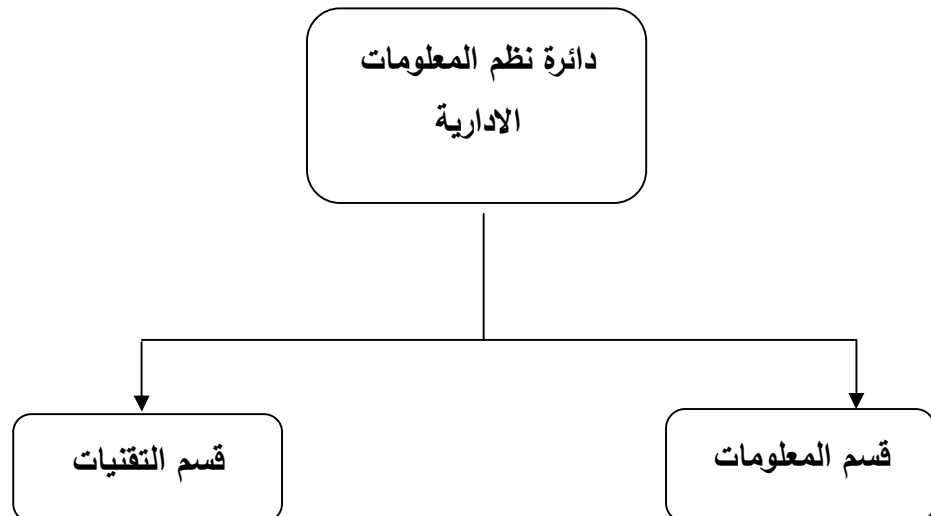 دائرة نظم المعلومات
الادارية
قسم المعلومات
قسم التقنيات